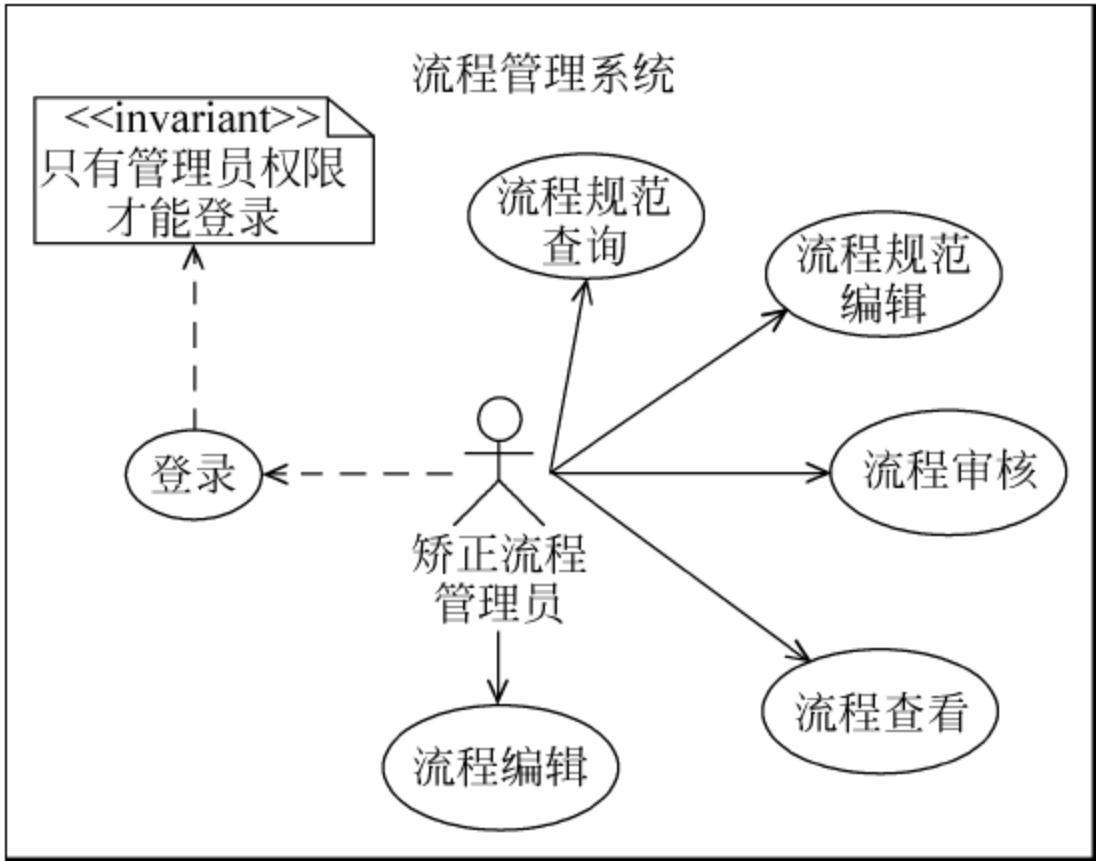 流程管理系统
<<invariant>>
只有管理员权限
才能登录
流程规范
查询
流程规范
编辑
登录
流程审核
矫正流程
管理员
流程查看
流程编辑